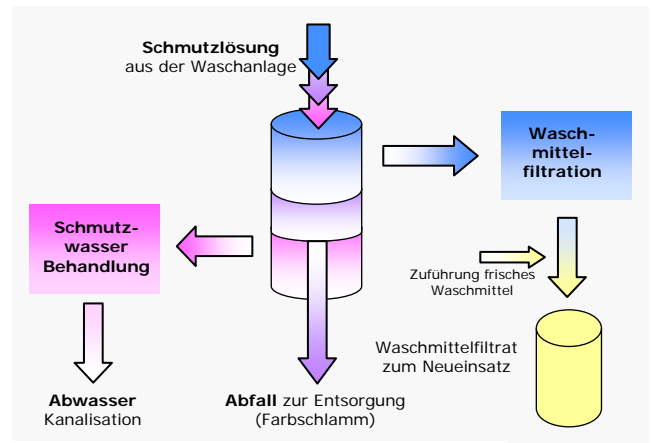 Schmutzlösung
aus der Waschanlage
Wasch-
mittel-
filtration
Schmutz-
wasser
Behandlung
Zuführung frisches
Waschmittel
Waschmittelfiltrat
zum Neueinsatz
Abwasser
Kanalisation
Abfall zur Entsorgung
(Farbschlamm)